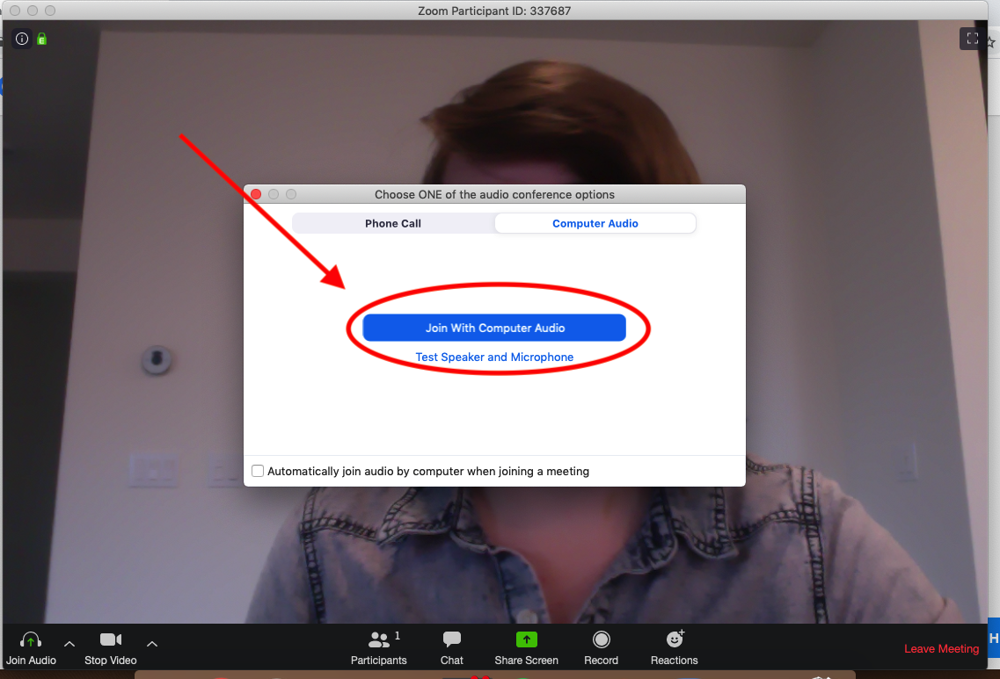 Zoom Participant ID: 337687
Choose ONE of the audio conference options
Phone Call
Computer Audio
Join With Computer Audio
Test Speaker and Microphone
Automatically join audio by computer when joining a meeting
1
Join Audio
Stop Video
Participants
Chat
Share Screen
Record
Reactions
Leave Meeting
H